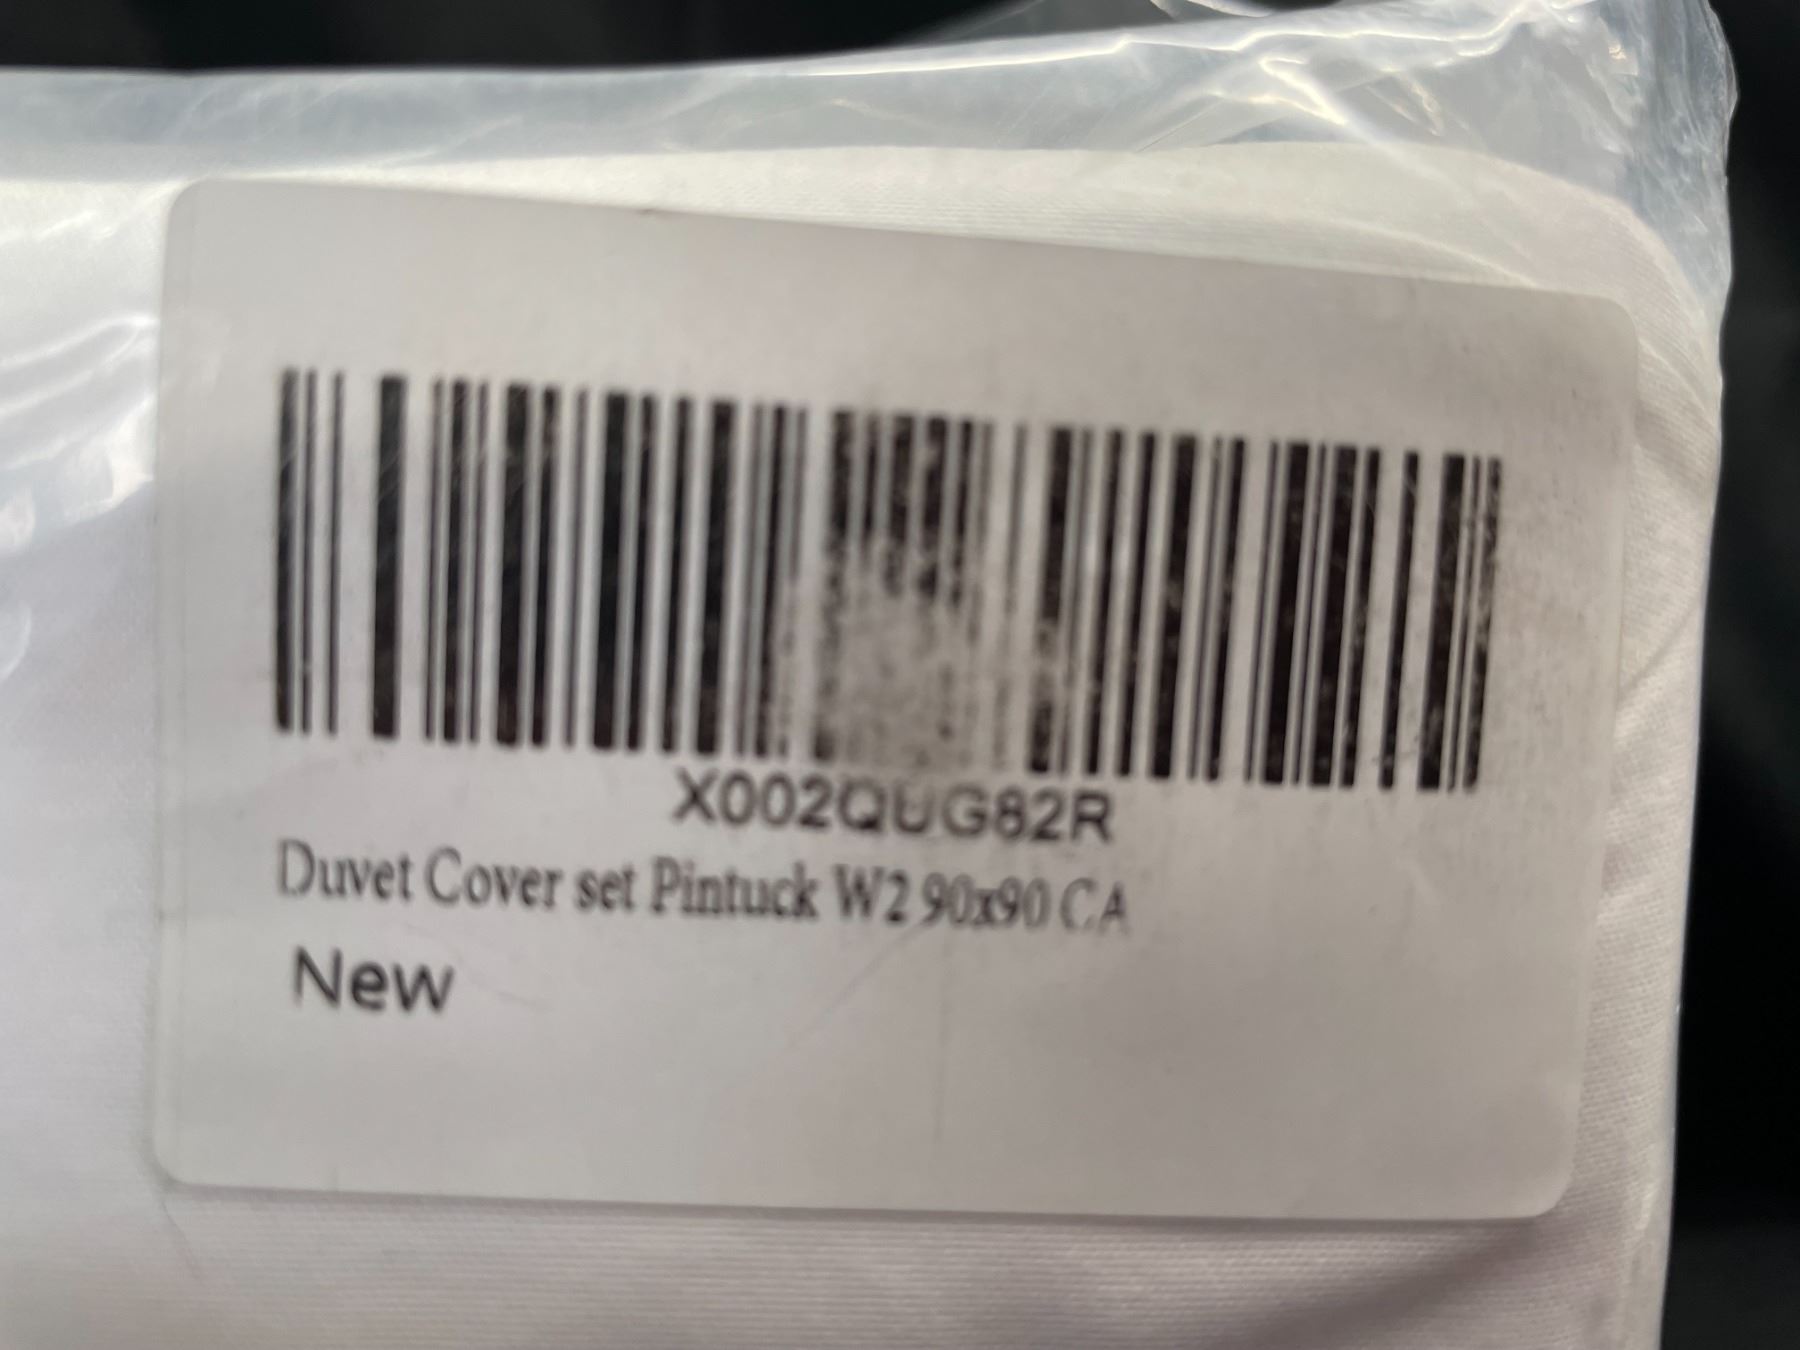 X002QUG82R
Duvet Cover set Pintuck W2 90x90 CA
New